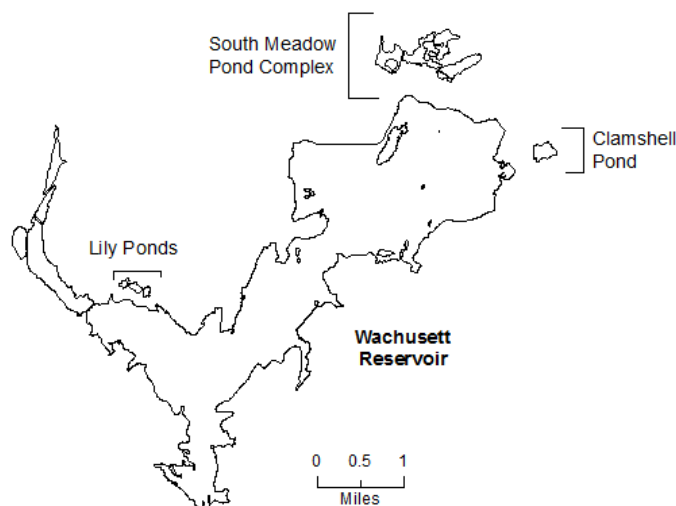 South Meadow
Pond Complex
Clamshell
Pond
Lily Ponds
Wachusett
Reservoir
0 0.5 1
Miles